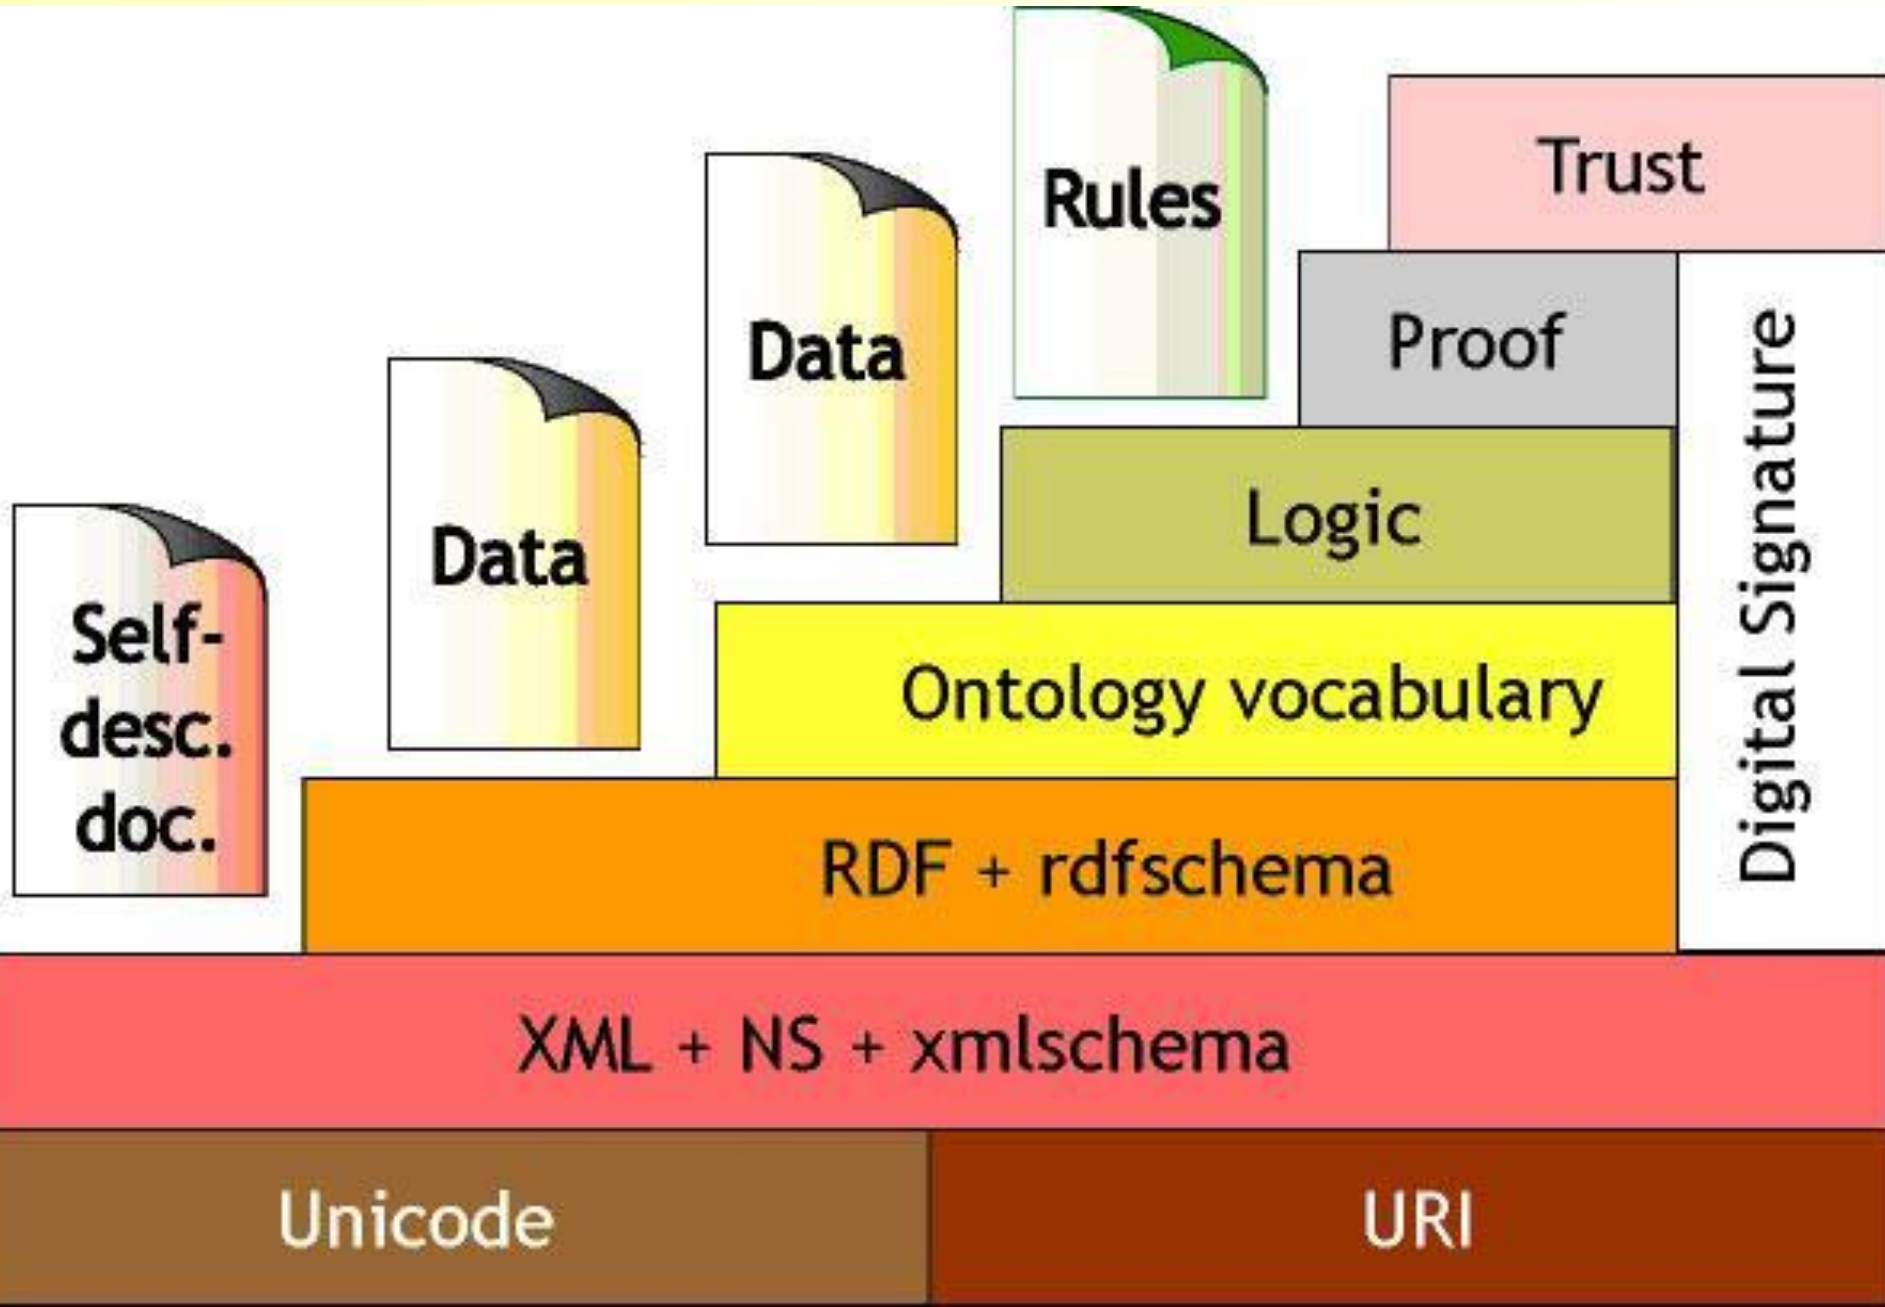 Rules
Trust
Data
Proof
Data
Logic
Digital Signature
Self-
desc.
doc.
Ontology vocabulary
RDF + rdfschema
XML + NS + xmlschema
Unicode
URI